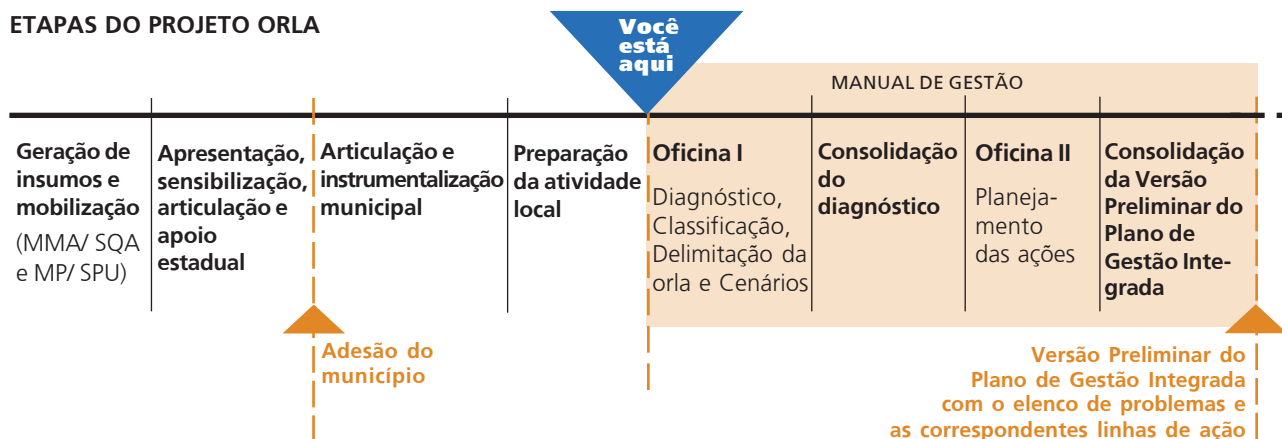 ETAPAS DO PROJETO ORLA
Você
está
aqui
MANUAL DE GESTÃO
Geração de
insumos e
mobilização
(MMA/ SQA
e MP/ SPU)
Apresentação,
sensibilização,
articulação e
apoio
estadual
Articulação e
instrumentalização
municipal
Preparação
da atividade
local
Oficina I
Diagnóstico,
Classificação,
Delimitação da
orla e Cenários
Consolidação
do
diagnóstico
Oficina II
Planeja-
mento
das ações
Consolidação
da Versão
Preliminar do
Plano de
Gestão Inte-
grada
Adesão do
município
Versão Preliminar do
Plano de Gestão Integrada
com o elenco de problemas e
as correspondentes linhas de ação